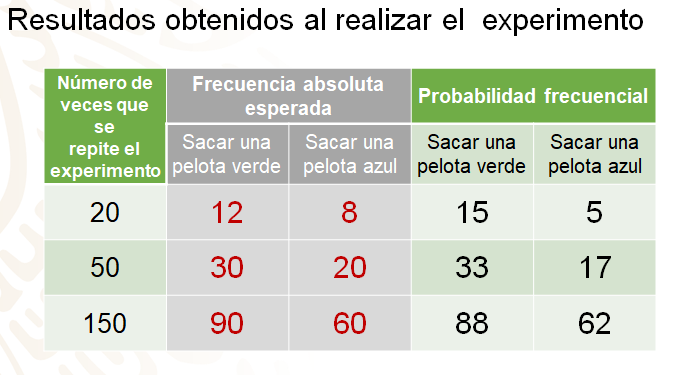 Resultados obtenidos al realizar el experimento
Número de
veces que
se
repite el
experimento
Frecuencia absoluta
esperada
Probabilidad frecuencial
Sacar una
pelota verde
Sacar una
pelota azul
Sacar una
pelota verde
Sacar una
pelota azul
20 12 8 15 5
50 30 20 33 17
150 90 60 88 62